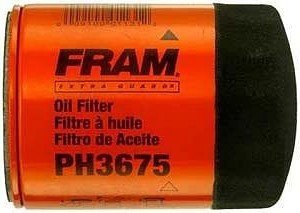 FRAM
EXTRA GUARD
Oil Filter
Filtre à huile
Filtro de Aceite
PH3675